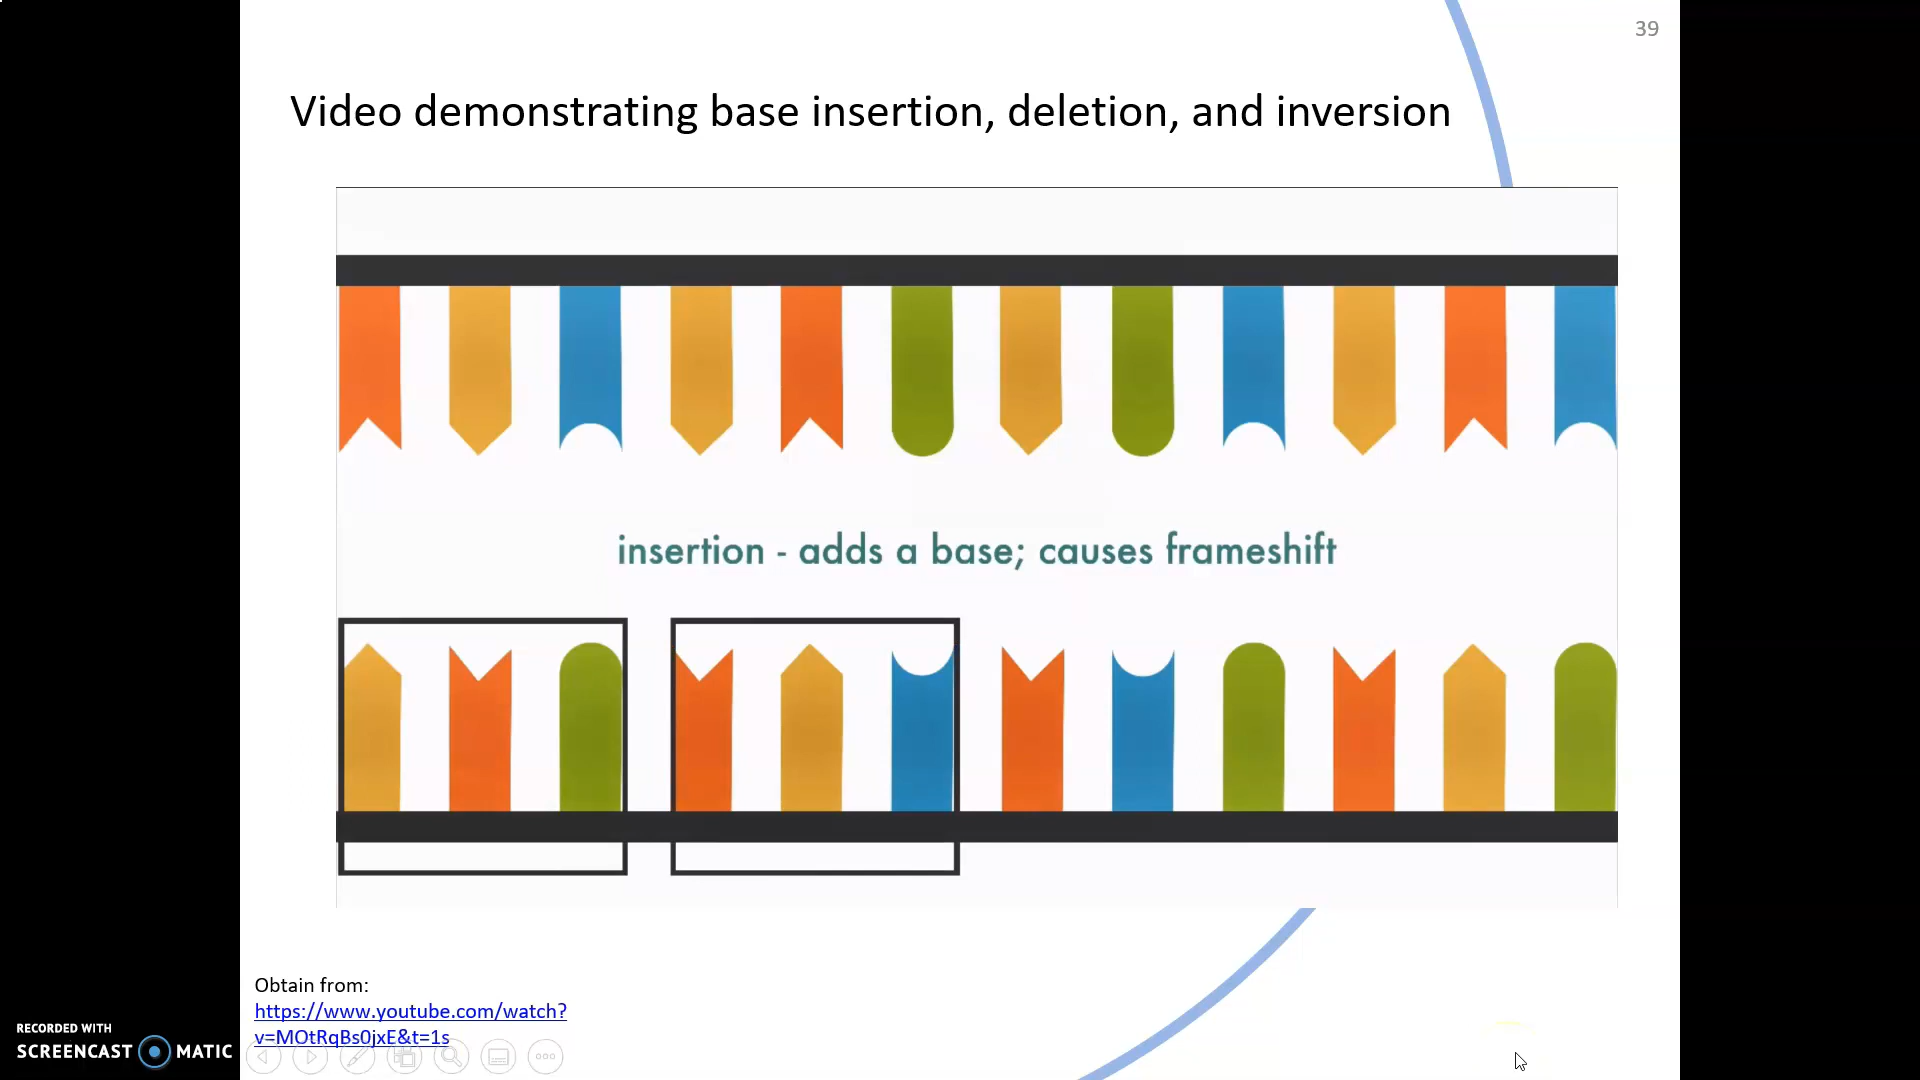 39
Video demonstrating base insertion, deletion, and inversion
insertion - adds a base; causes frameshift
Obtain from:
https://www.youtube.com/watch?
v=MOtRqBs0jxE&t=1s
RECORDED WITH
SCREENCAST MATIC